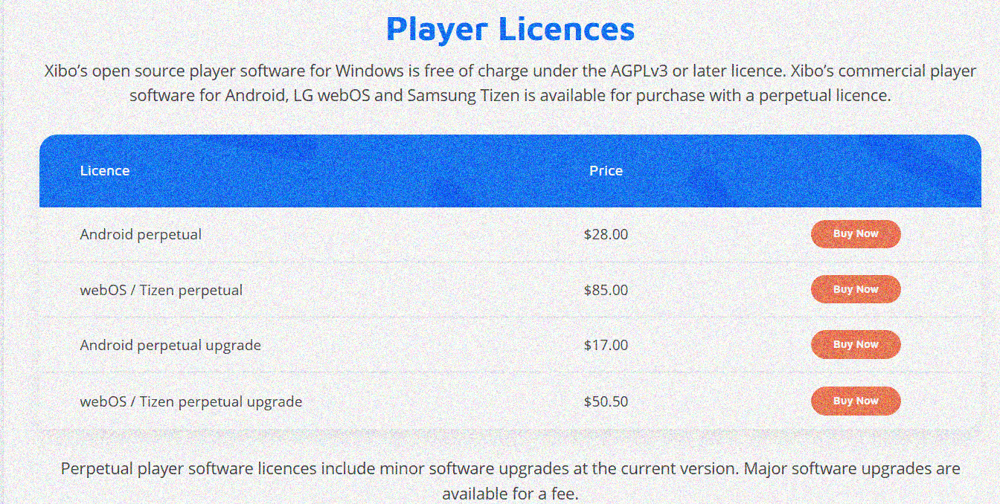 Player Licences
Xibo’s open source player software for Windows is free of charge under the AGPLv3 or later licence. Xibo’s commercial player
software for Android, LG webOS and Samsung Tizen is available for purchase with a perpetual licence.
Licence Price
Android perpetual $28.00 Buy Now
webOS / Tizen perpetual $85.00 Buy Now
Android perpetual upgrade $17.00 Buy Now
webOS / Tizen perpetual upgrade $50.50 Buy Now
Perpetual player software licences include minor software upgrades at the current version. Major software upgrades are
available for a fee.